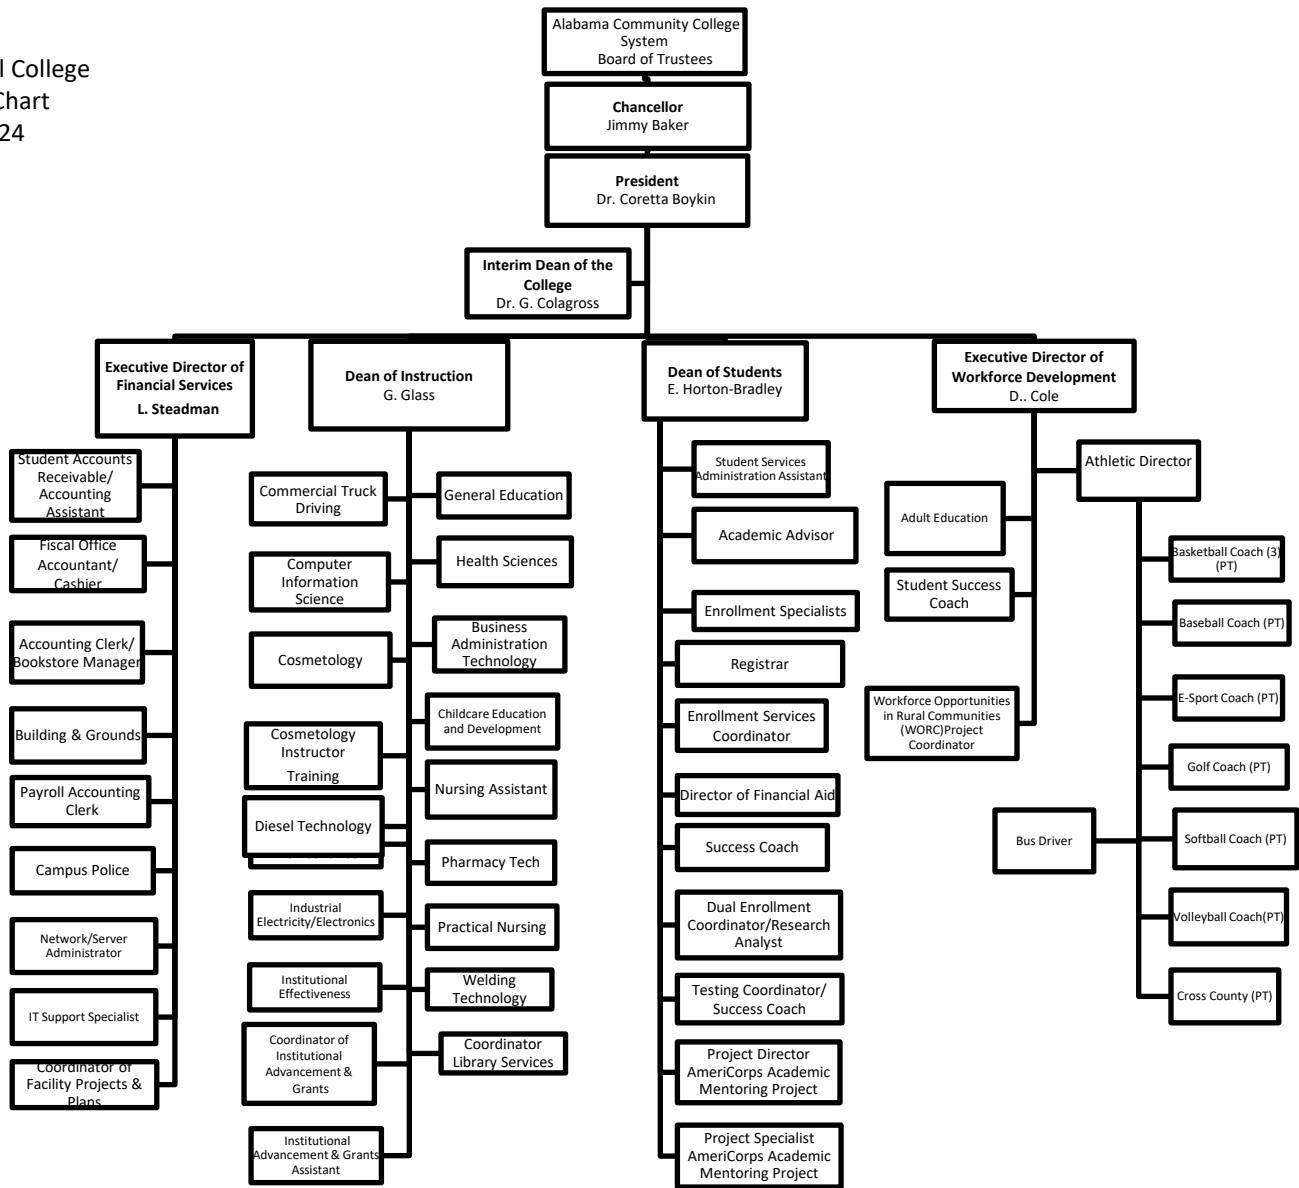 Alabama Community College
System
Board of Trustees
l College
Chart
24
Chancellor
Jimmy Baker
President
Dr. Coretta Boykin
Interim Dean of the
College
Dr. G. Colagross
Executive Director of
Financial Services
L. Steadman
Dean of Instruction
G. Glass
Dean of Students
E. Horton-Bradley
Executive Director of
Workforce Development
D.. Cole
Student Accounts
Receivable/
Accounting
Assistant
Fiscal Office
Accountant/
Cashier
Accounting Clerk/
Bookstore Manager
Building & Grounds
Payroll Accounting
Clerk
Campus Police
Network/Server
Administrator
IT Support Specialist
Coordinator of
Facility Projects &
Plans
Commercial Truck
Driving
Computer
Information
Science
Cosmetology
Cosmetology
Instructor
Training
Diesel Technology
Industrial
Electricity/Electronics
Institutional
Effectiveness
Coordinator of
Institutional
Advancement &
Grants
Institutional
Advancement & Grants
Assistant
General Education
Health Sciences
Business
Administration
Technology
Childcare Education
and Development
Nursing Assistant
Pharmacy Tech
Practical Nursing
Welding
Technology
Coordinator
Library Services
Student Services
Administration Assistant
Academic Advisor
Enrollment Specialists
Registrar
Enrollment Services
Coordinator
Director of Financial Aid
Success Coach
Dual Enrollment
Coordinator/Research
Analyst
Testing Coordinator/
Success Coach
Project Director
AmeriCorps Academic
Mentoring Project
Project Specialist
AmeriCorps Academic
Mentoring Project
Adult Education
Student Success
Coach
Workforce Opportunities
in Rural Communities
(WORC)Project
Coordinator
Athletic Director
Bus Driver
Basketball Coach (3)
(PT)
Baseball Coach (PT)
E-Sport Coach (PT)
Golf Coach (PT)
Softball Coach (PT)
Volleyball Coach(PT)
Cross County (PT)